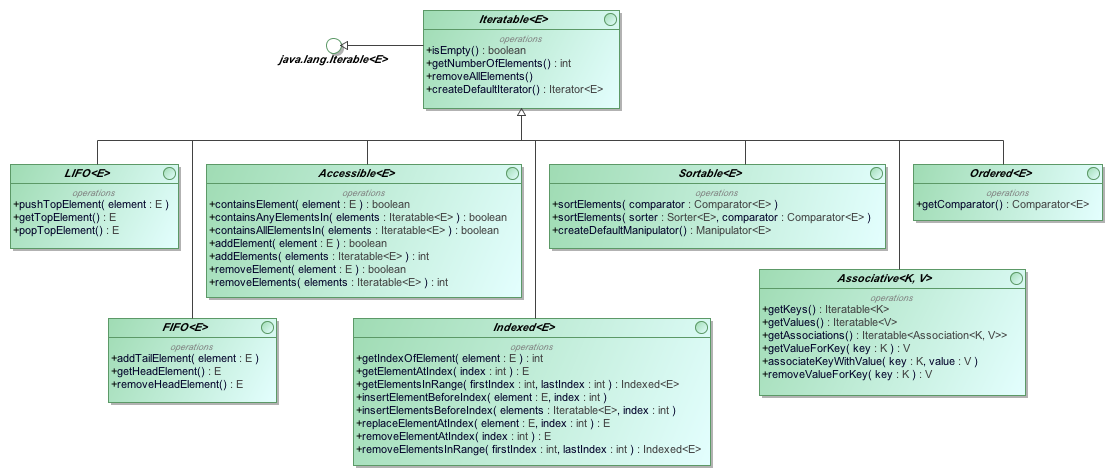 Iteratable<E>
operations
+isEmpty() : boolean
+getNumberOfElements() : int
+removeAllElements()
+createDefaultIterator() : Iterator<E>
java.lang.Iterable<E>
LIFO<E>
operations
+pushTopElement( element : E )
+getTopElement() : E
+popTopElement() : E
Accessible<E>
operations
+containsElement( element : E ) : boolean
+containsAnyElementsIn( elements : Iteratable<E> ) : boolean
+containsAllElementsIn( elements : Iteratable<E> ) : boolean
+addElement( element : E ) : boolean
+addElements( elements : Iteratable<E> ) : int
+removeElement( element : E ) : boolean
+removeElements( elements : Iteratable<E> ) : int
Sortable<E>
operations
+sortElements( comparator : Comparator<E> )
+sortElements( sorter : Sorter<E>, comparator : Comparator<E> )
+createDefaultManipulator() : Manipulator<E>
Ordered<E>
operations
+getComparator() : Comparator<E>
Associative<K, V>
operations
+getKeys() : Iteratable<K>
+getValues() : Iteratable<V>
+getAssociations() : Iteratable<Association<K, V>>
+getValueForKey( key : K ) : V
+associateKeyWithValue( key : K, value : V )
+removeValueForKey( key : K ) : V
FIFO<E>
operations
+addTailElement( element : E )
+getHeadElement() : E
+removeHeadElement() : E
Indexed<E>
operations
+getIndexOfElement( element : E ) : int
+getElementAtIndex( index : int ) : E
+getElementsInRange( firstIndex : int, lastIndex : int ) : Indexed<E>
+insertElementBeforeIndex( element : E, index : int )
+insertElementsBeforeIndex( elements : Iteratable<E>, index : int )
+replaceElementAtIndex( element : E, index : int ) : E
+removeElementAtIndex( index : int ) : E
+removeElementsInRange( firstIndex : int, lastIndex : int ) : Indexed<E>